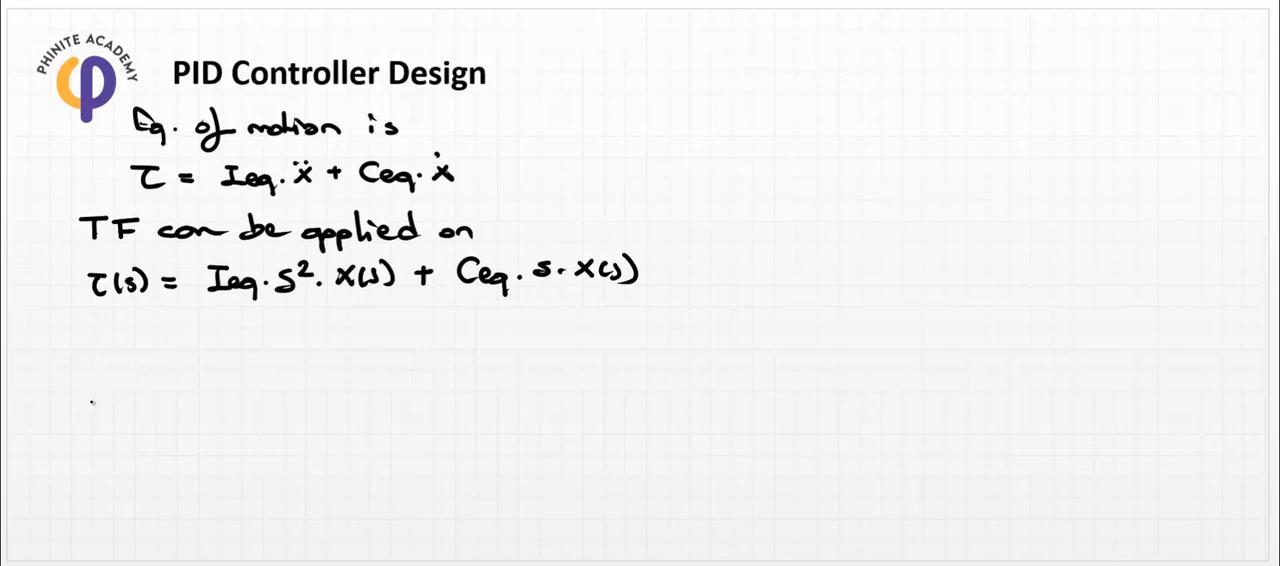 PHINITE ACADEMY
PID Controller Design
Eq. of motion is
τ = Ieq. ẍ + Ceq. ẋ
TF can be applied on
τ(s) = Ieq. s². x(s) + Ceq. s. x(s)